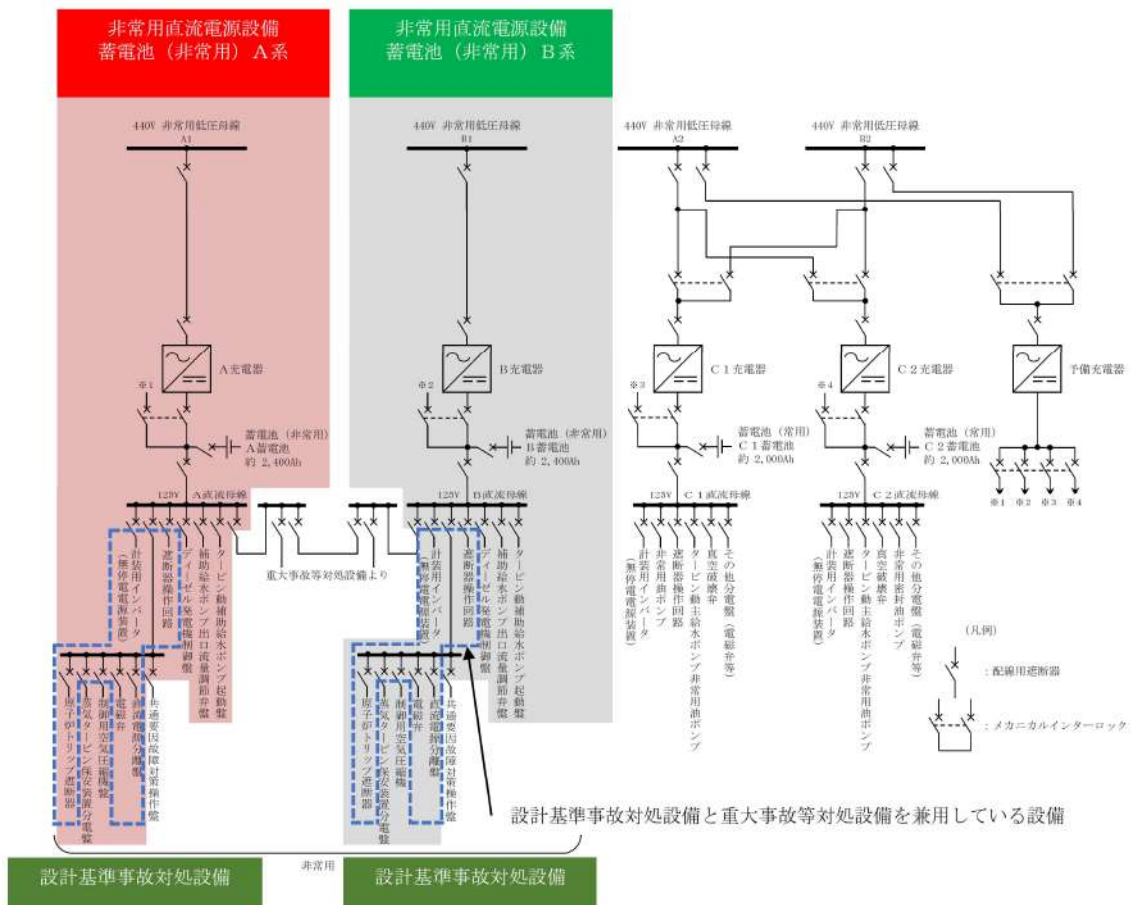 非常用直流電源設備
蓄電池（非常用）A系
非常用直流電源設備
蓄電池（非常用）B系
440V 非常用低圧母線
A1
440V 非常用低圧母線
B1
440V 非常用低圧母線
A2
440V 非常用低圧母線
B2
A充電器
B充電器
C1充電器
C2充電器
予備充電器
※1
※2
※3
※4
蓄電池（非常用）
A蓄電池
約 2,400Ah
蓄電池（非常用）
B蓄電池
約 2,400Ah
蓄電池（常用）
C1蓄電池
約 2,000Ah
蓄電池（常用）
C2蓄電池
約 2,000Ah
※1
※2
※3
※4
125V A直流母線
125V B直流母線
125V C1直流母線
125V C2直流母線
重大事故等対処設備より
計装用インバータ
（無停電電源装置）
遮断器操作回路
ディーゼル発電機制御盤
補助給水ポンプ出口流量調節弁盤
タービン動補助給水ポンプ起動盤
計装用インバータ
（無停電電源装置）
遮断器操作回路
ディーゼル発電機制御盤
補助給水ポンプ出口流量調節弁盤
タービン動補助給水ポンプ起動盤
計装用インバータ
（無停電電源装置）
非常用油ポンプ
遮断器操作回路
タービン動主給水ポンプ非常用油ポンプ
真空破壊弁
その他分電盤（電磁弁等）
計装用インバータ
（無停電電源装置）
遮断器操作回路
タービン動主給水ポンプ非常用油ポンプ
真空破壊弁
非常用密封油ポンプ
その他分電盤（電磁弁等）
原子炉トリップ遮断器
蒸気タービン保安装置分電盤
制御用空気圧縮機盤
電磁弁
直流電源分離盤
共通要因故障対策操作盤
原子炉トリップ遮断器
蒸気タービン保安装置分電盤
制御用空気圧縮機
電磁弁
直流電源分離盤
共通要因故障対策操作盤
（凡例）
：配線用遮断器
：メカニカルインターロック
設計基準事故対処設備と重大事故等対処設備を兼用している設備
非常用
設計基準事故対処設備
設計基準事故対処設備